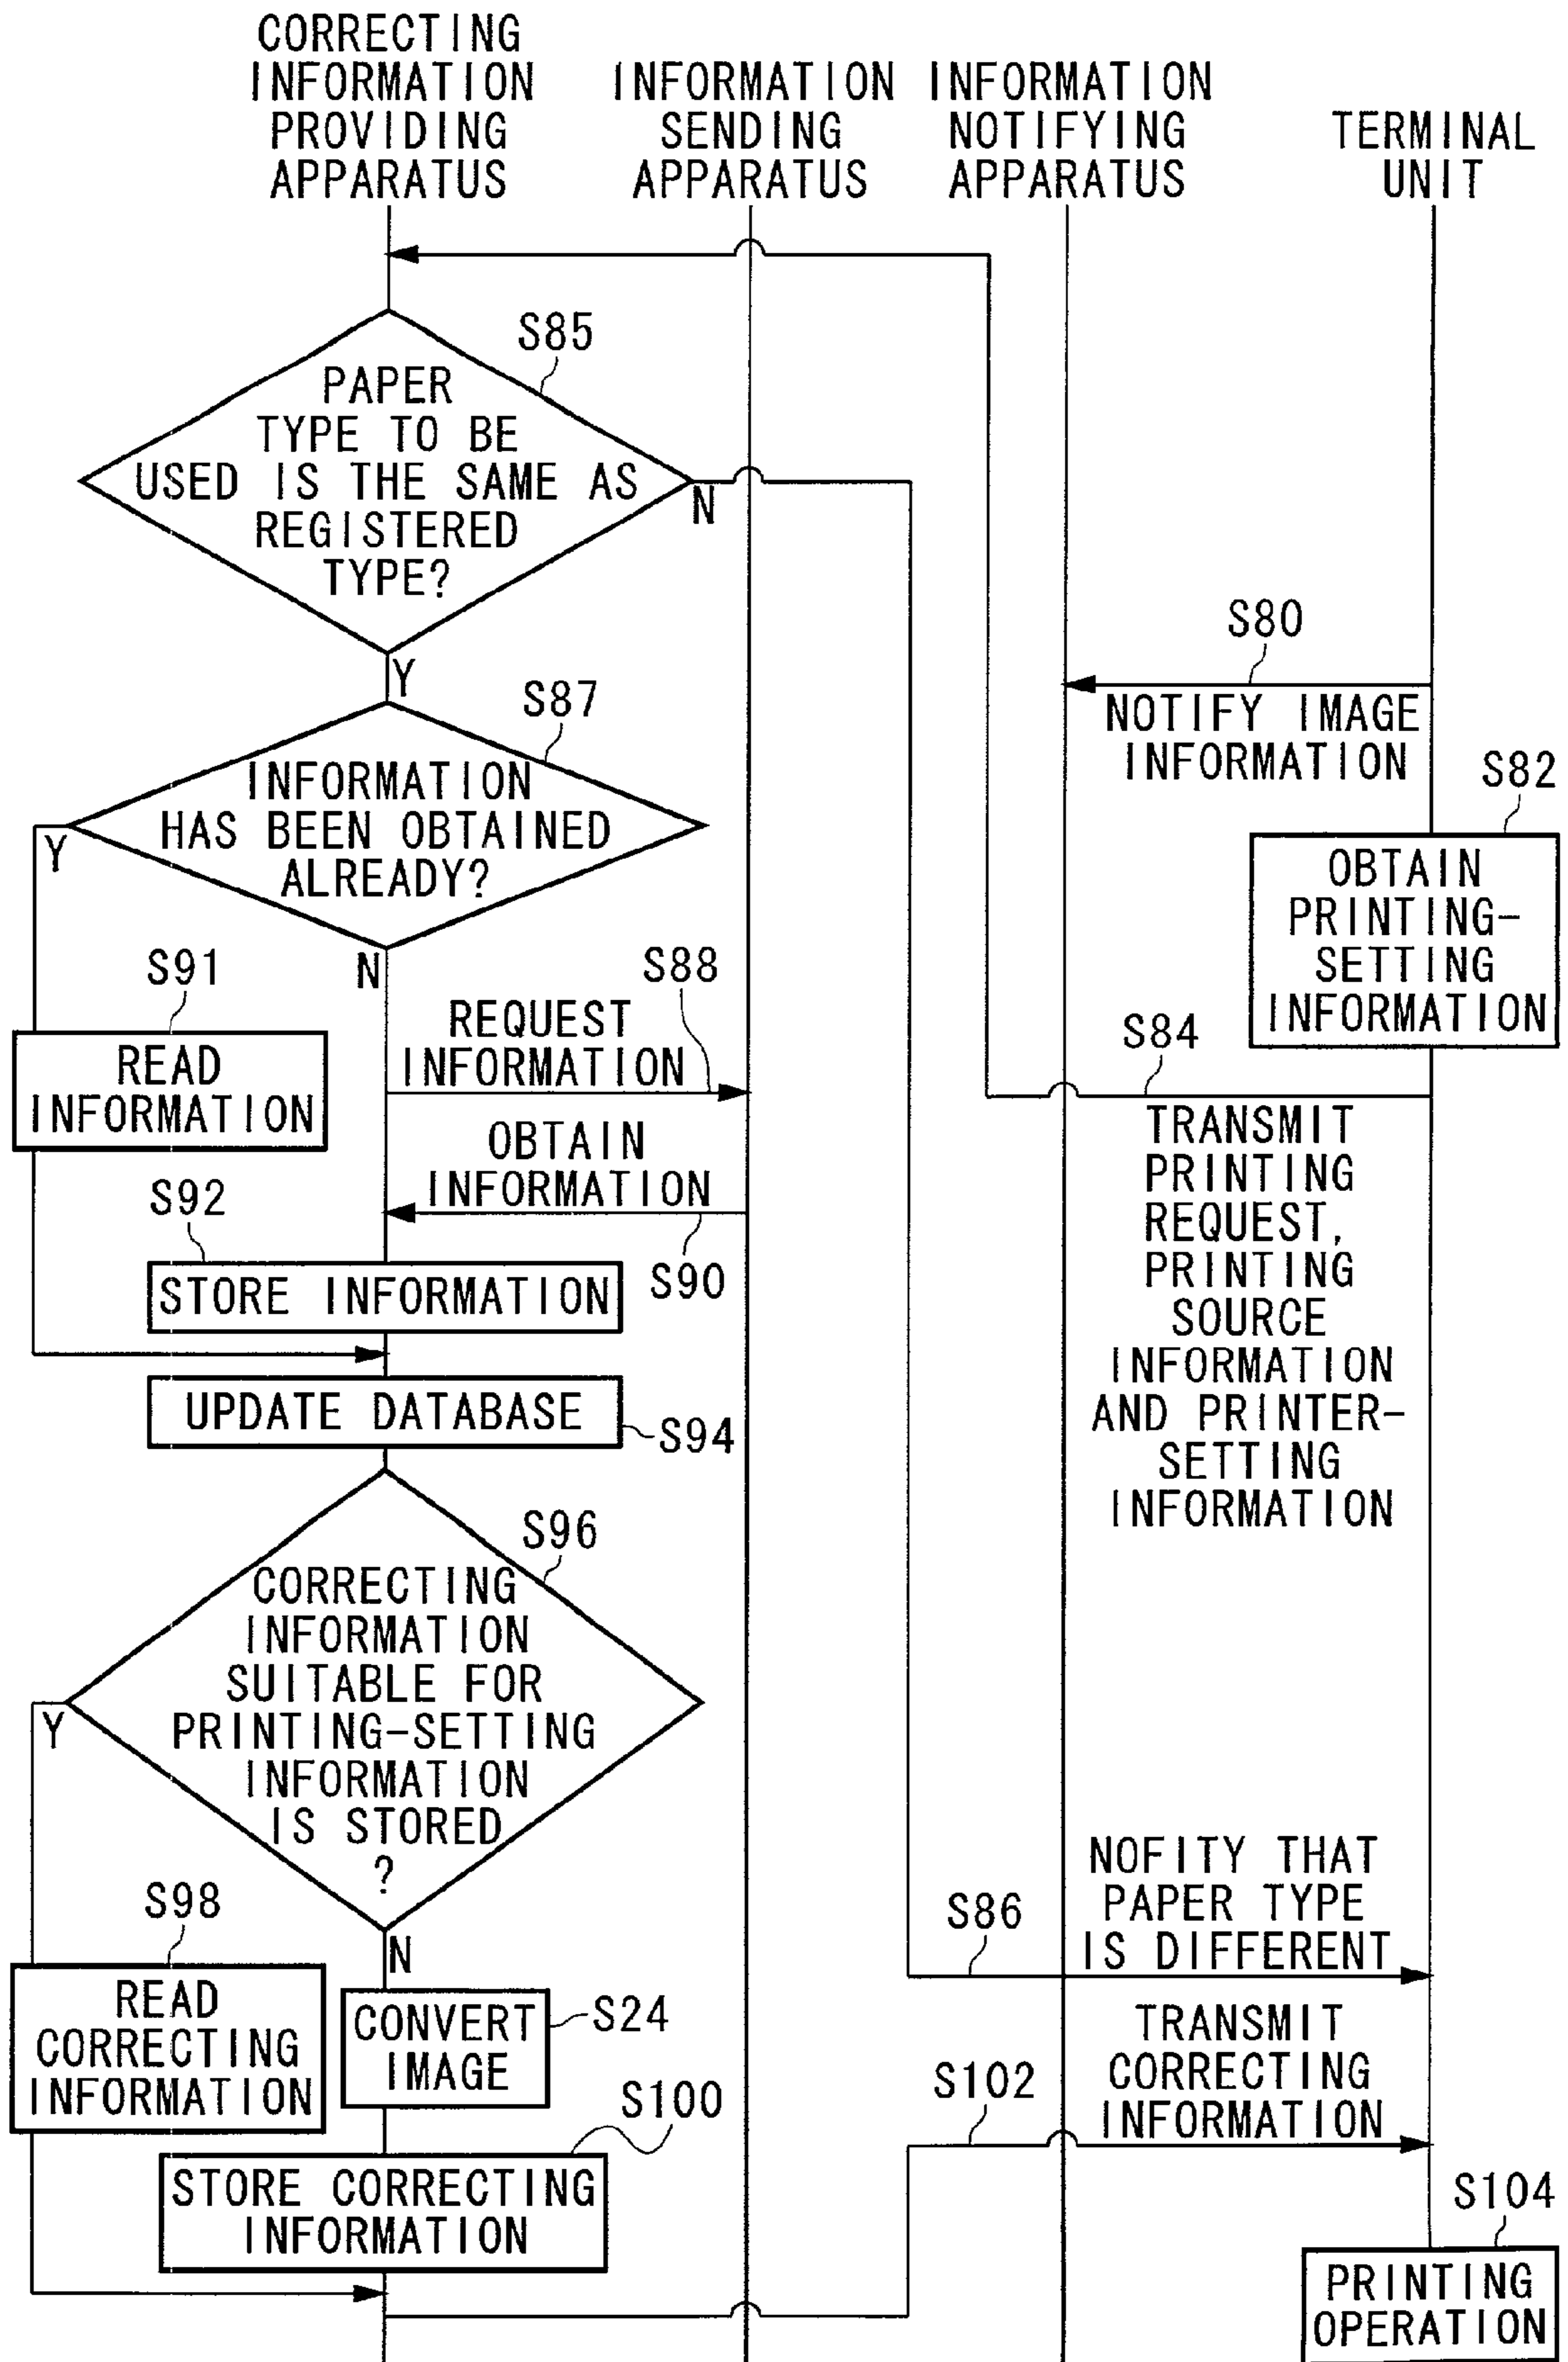 CORRECTING
INFORMATION
PROVIDING
APPARATUS
INFORMATION
SENDING
APPARATUS
INFORMATION
NOTIFYING
APPARATUS
TERMINAL
UNIT
S85
PAPER
TYPE TO BE
USED IS THE SAME AS
REGISTERED
TYPE?
N
Y
S80
NOTIFY IMAGE
INFORMATION
S87
INFORMATION
HAS BEEN OBTAINED
ALREADY?
Y
N
S82
OBTAIN
PRINTING-
SETTING
INFORMATION
S91
READ
INFORMATION
S88
REQUEST
INFORMATION
S84
TRANSMIT
PRINTING
REQUEST,
PRINTING
SOURCE
INFORMATION
AND PRINTER-
SETTING
INFORMATION
OBTAIN
INFORMATION
S90
S92
STORE INFORMATION
UPDATE DATABASE
S94
S96
CORRECTING
INFORMATION
SUITABLE FOR
PRINTING-SETTING
INFORMATION
IS STORED
?
Y
N
S86
NOFITY THAT
PAPER TYPE
IS DIFFERENT
S98
READ
CORRECTING
INFORMATION
CONVERT
IMAGE
S24
S102
TRANSMIT
CORRECTING
INFORMATION
S100
STORE CORRECTING
INFORMATION
S104
PRINTING
OPERATION